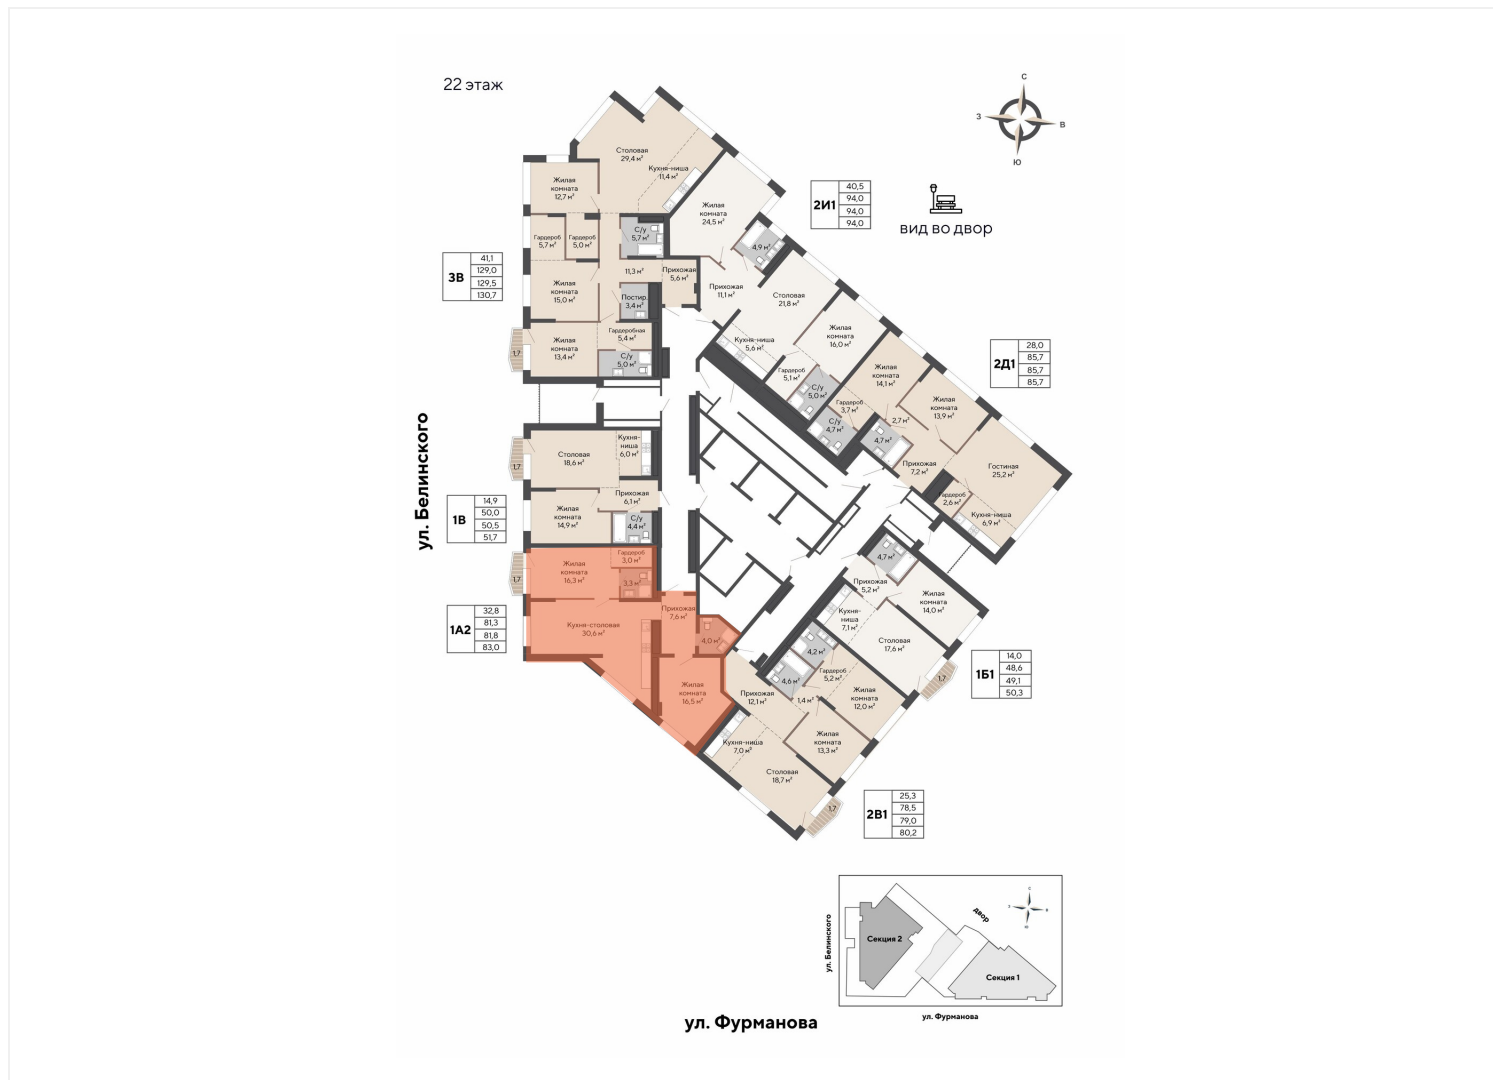 22 этаж
С
З
В
Ю
Столовая
29,4 м²
Кухня-ниша
11,4 м²
Жилая
комната
12,7 м²
Жилая
комната
24,5 м²
2И1
40,5
94,0
94,0
94,0
вид во двор
Гардероб
5,7 м²
Гардероб
5,0 м²
С/у
5,7 м²
4,9 м²
3В
41,1
129,0
129,5
130,7
11,3 м²
Прихожая
5,6 м²
Жилая
комната
15,0 м²
Постир.
3,4 м²
Прихожая
11,1 м²
Столовая
21,8 м²
Жилая
комната
16,0 м²
Кухня-ниша
5,6 м²
1,7
Жилая
комната
13,4 м²
Гардеробная
5,4 м²
С/у
5,0 м²
Гардероб
5,1 м²
С/у
5,0 м²
Жилая
комната
14,1 м²
2Д1
28,0
85,7
85,7
85,7
Гардероб
3,7 м²
С/у
4,7 м²
Жилая
комната
13,9 м²
2,7 м²
4,7 м²
Прихожая
7,2 м²
Гостиная
25,2 м²
Гардероб
2,6 м²
Кухня-ниша
6,9 м²
ул. Белинского
1,7
Столовая
18,6 м²
Кухня-
ниша
6,0 м²
1В
14,9
50,0
50,5
51,7
Жилая
комната
14,9 м²
Прихожая
6,1 м²
С/у
4,4 м²
1,7
Жилая
комната
16,3 м²
Гардероб
3,0 м²
3,3 м²
1А2
32,8
81,3
81,8
83,0
Кухня-столовая
30,6 м²
Прихожая
7,6 м²
4,0 м²
Жилая
комната
16,5 м²
4,7 м²
Прихожая
5,2 м²
Жилая
комната
14,0 м²
Кухня-
ниша
7,1 м²
Столовая
17,6 м²
1,7
1Б1
14,0
48,6
49,1
50,3
4,2 м²
4,6 м²
Гардероб
5,2 м²
1,4 м²
Жилая
комната
12,0 м²
Прихожая
12,1 м²
Жилая
комната
13,3 м²
Кухня-ниша
7,0 м²
Столовая
18,7 м²
1,7
2В1
25,3
78,5
79,0
80,2
ул. Белинского
Секция 2
двор
С
З
В
Ю
Секция 1
ул. Фурманова
ул. Фурманова